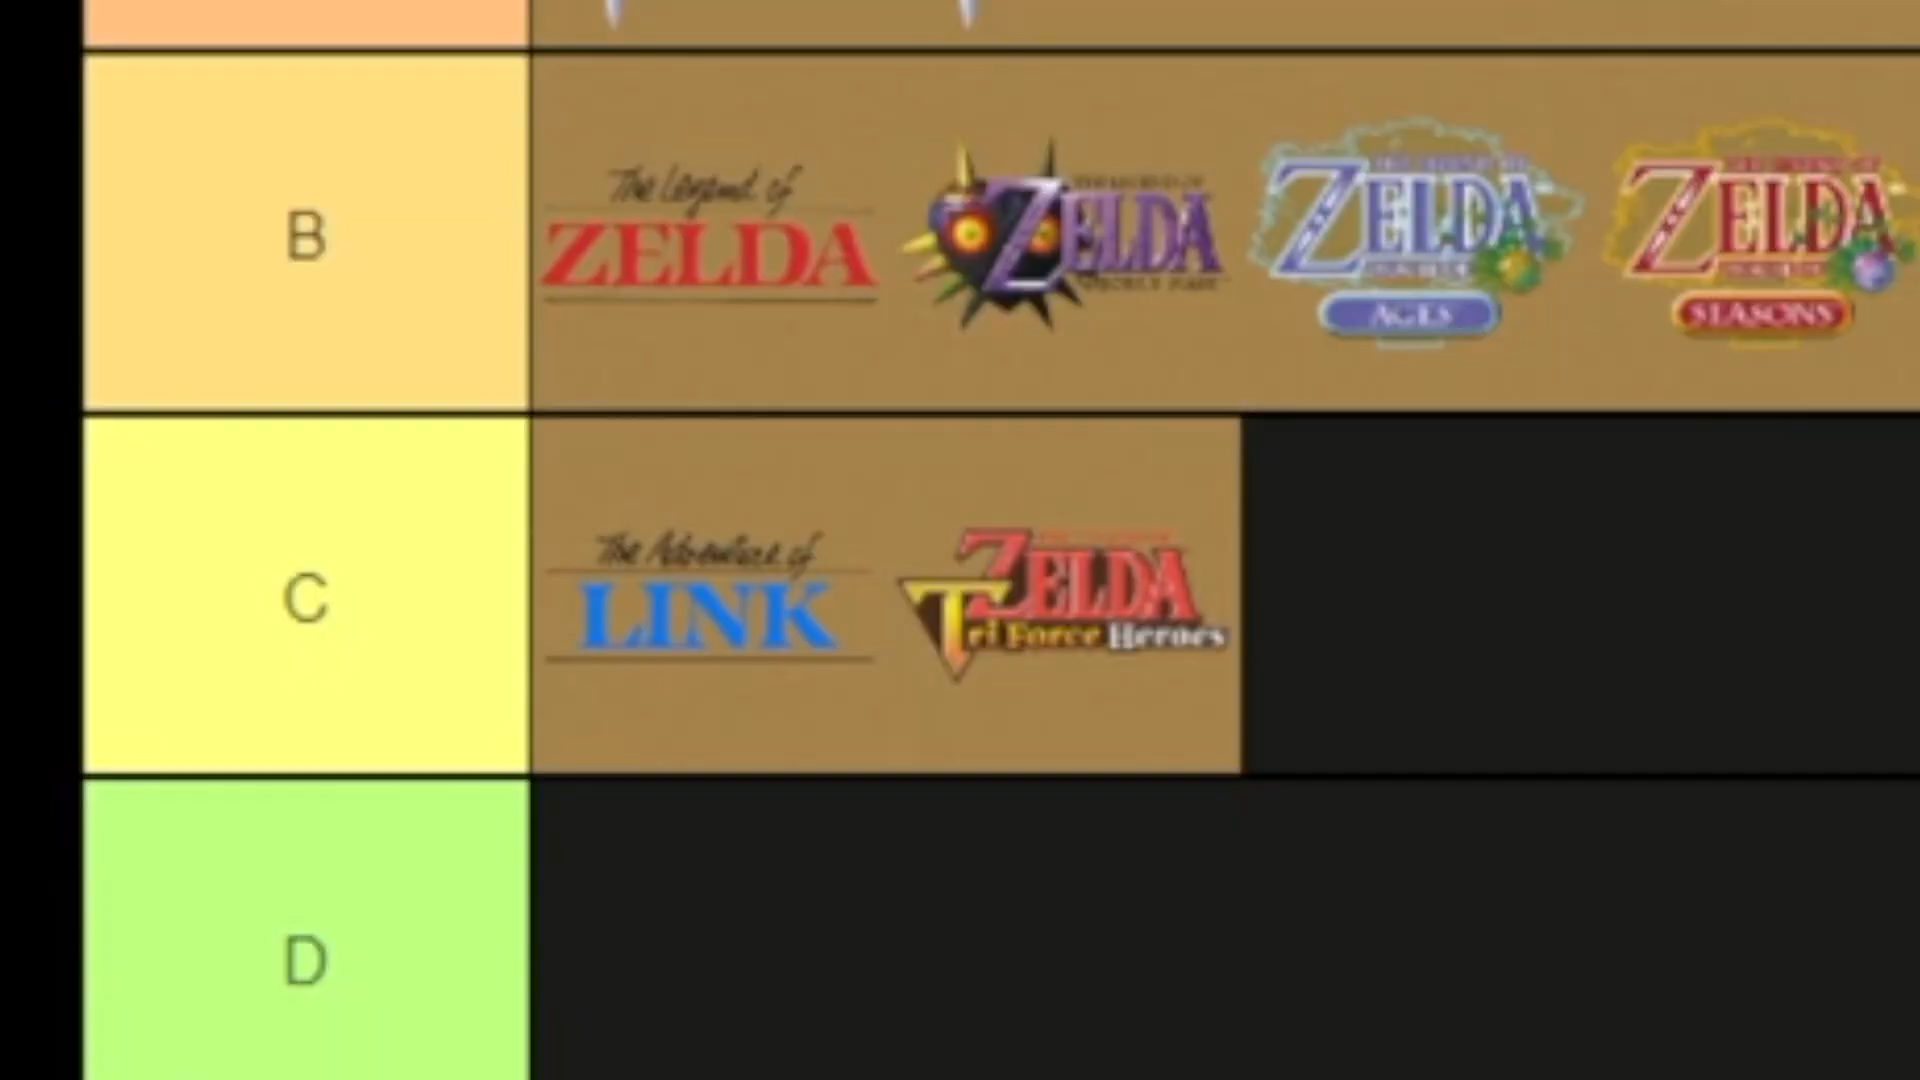 B
The Legend of
ZELDA
ZELDA
ZELDA
AGES
ZELDA
SEASONS
C
The Adventure of
LINK
ZELDA
Tri Force Heroes
D